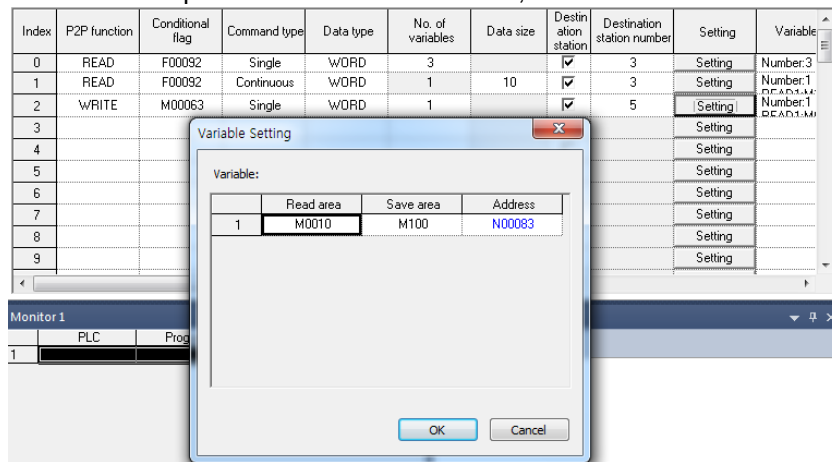 Index P2P function Conditional flag Command type Data type No. of variables Data size Destin ation station Destination station number Setting Variable
0 READ F00092 Single WORD 3 3 Setting Number:3
1 READ F00092 Continuous WORD 1 10 3 Setting Number:1
2 WRITE M00063 Single WORD 1 5 Setting Number:1
3 Setting
4 Setting
5 Setting
6 Setting
7 Setting
8 Setting
9 Setting
Variable Setting
Variable:
Read area Save area Address
1 M0010 M100 N00083
OK Cancel
Monitor 1
PLC Prog
1